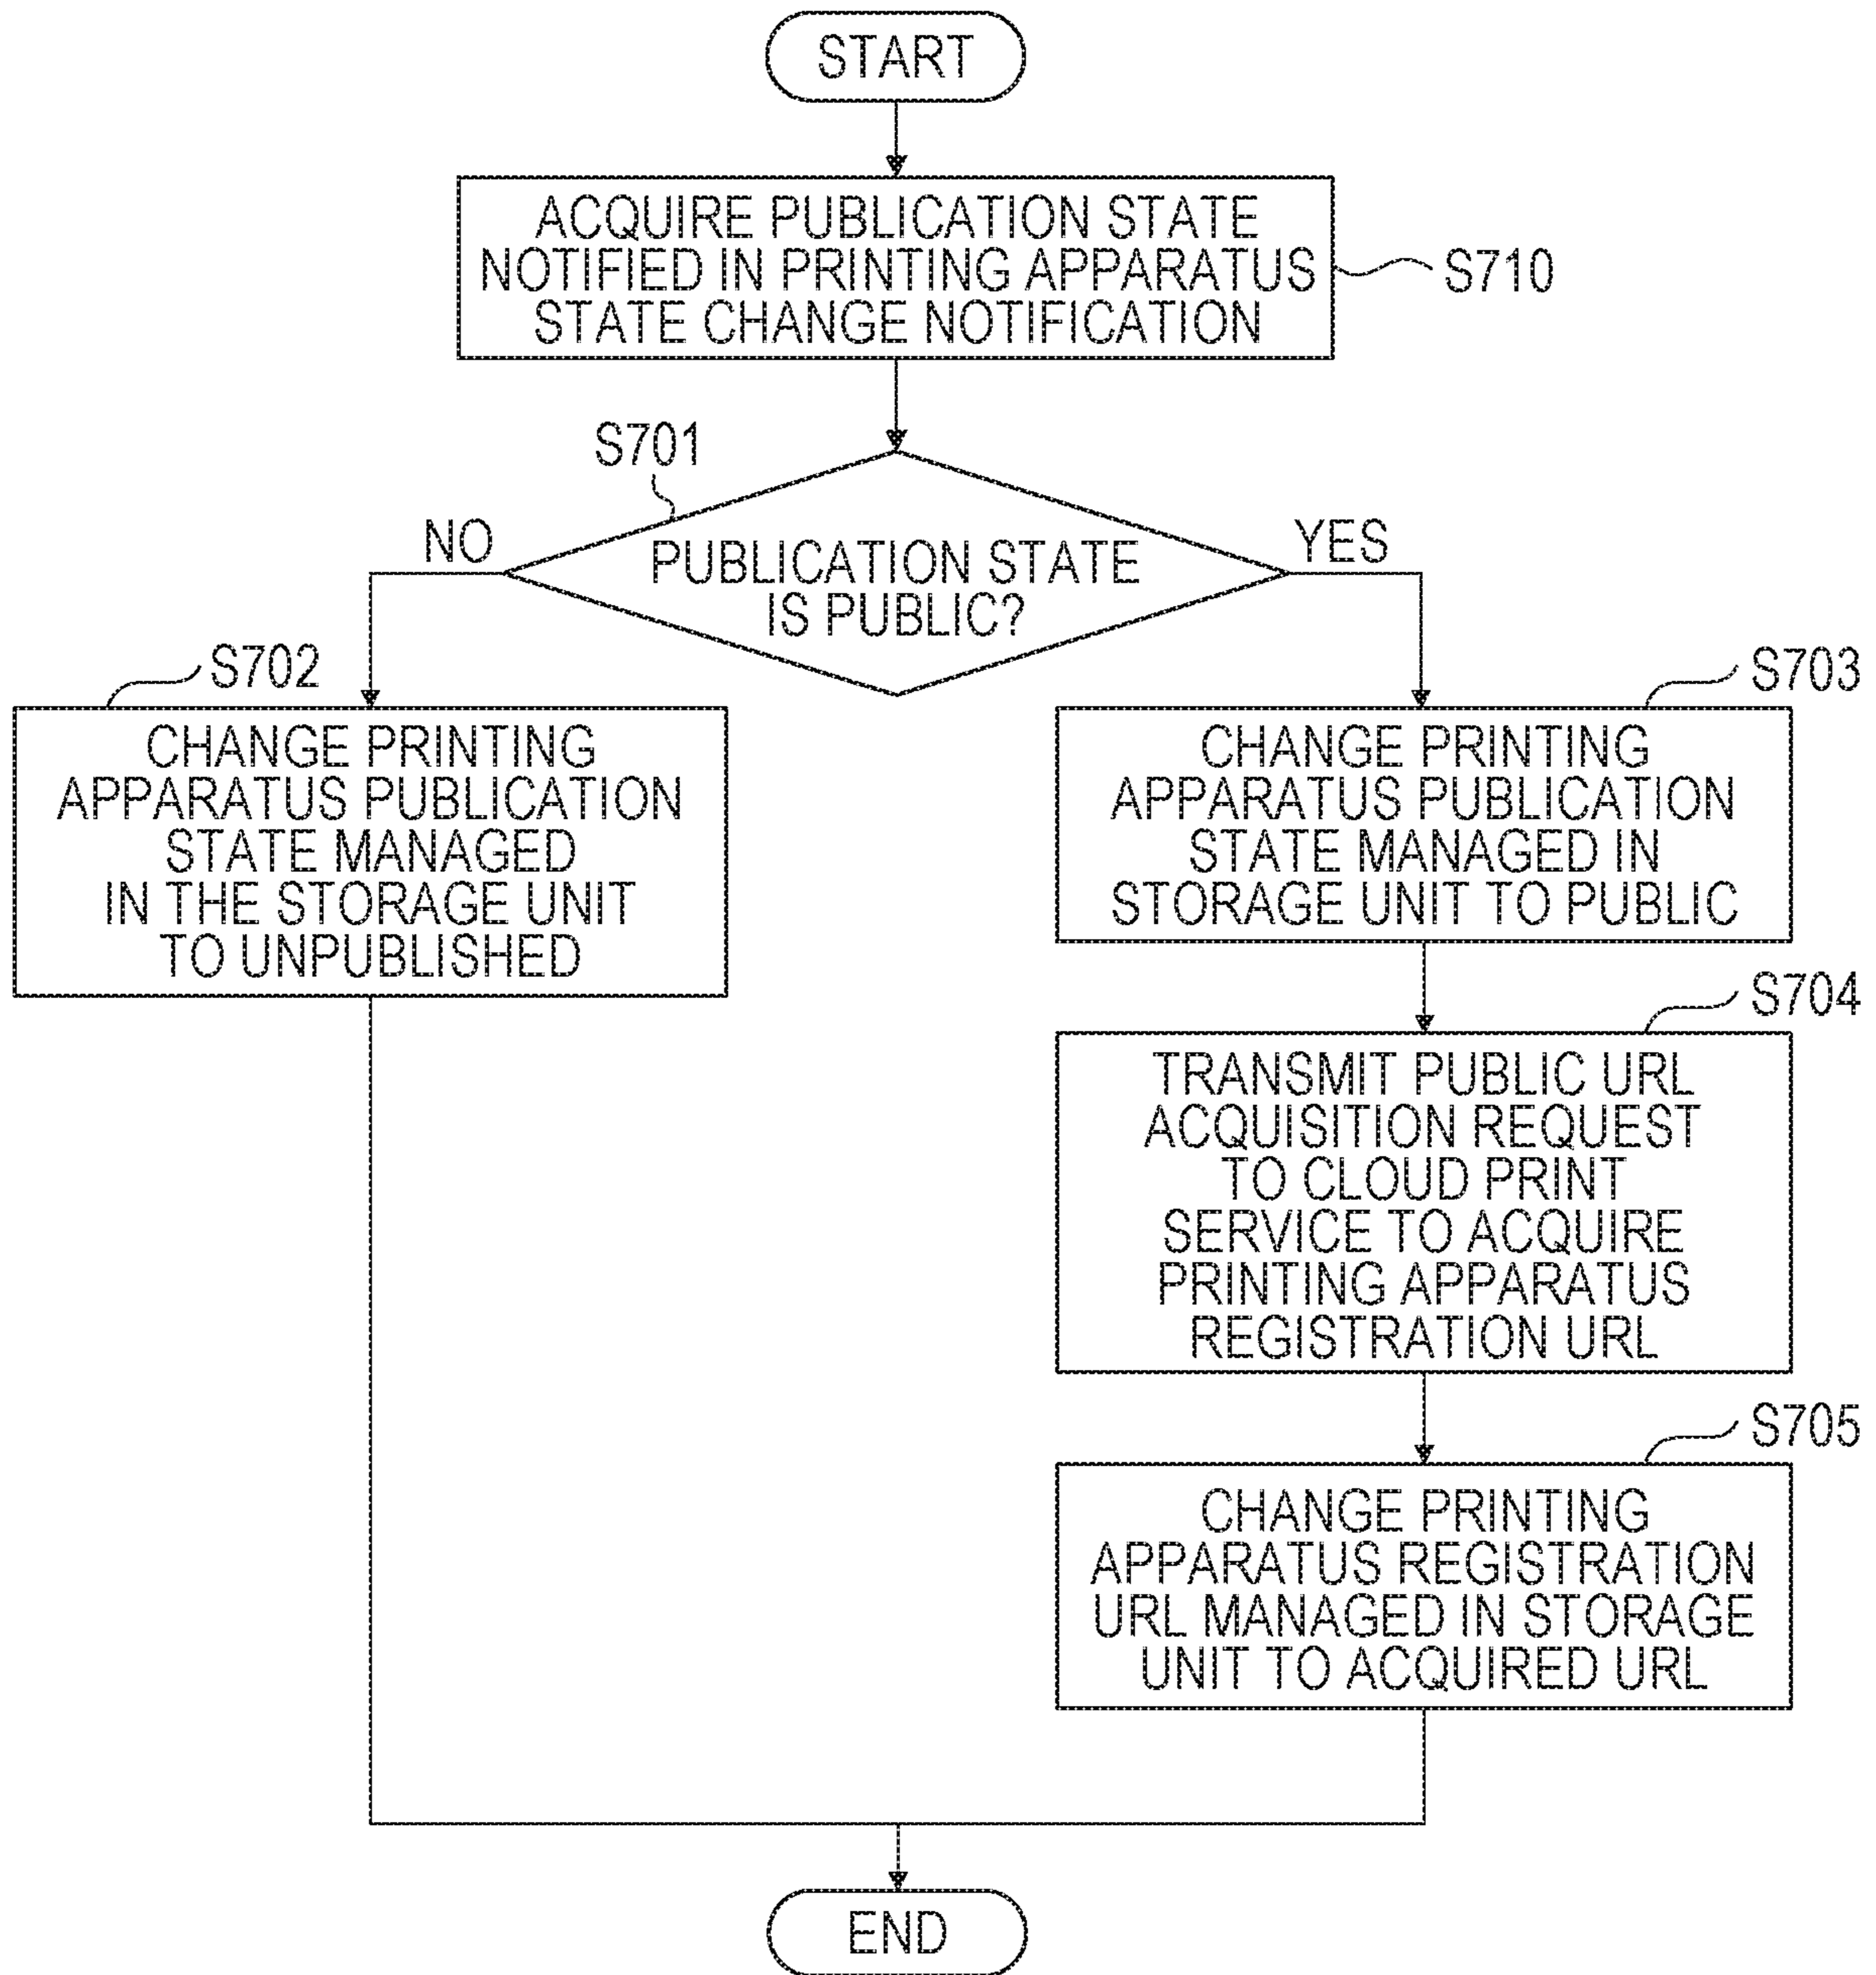 START
ACQUIRE PUBLICATION STATE
NOTIFIED IN PRINTING APPARATUS
STATE CHANGE NOTIFICATION
S710
S701
NO
YES
PUBLICATION STATE
IS PUBLIC?
S702
CHANGE PRINTING
APPARATUS PUBLICATION
STATE MANAGED
IN THE STORAGE UNIT
TO UNPUBLISHED
S703
CHANGE PRINTING
APPARATUS PUBLICATION
STATE MANAGED IN
STORAGE UNIT TO PUBLIC
S704
TRANSMIT PUBLIC URL
ACQUISITION REQUEST
TO CLOUD PRINT
SERVICE TO ACQUIRE
PRINTING APPARATUS
REGISTRATION URL
S705
CHANGE PRINTING
APPARATUS REGISTRATION
URL MANAGED IN STORAGE
UNIT TO ACQUIRED URL
END